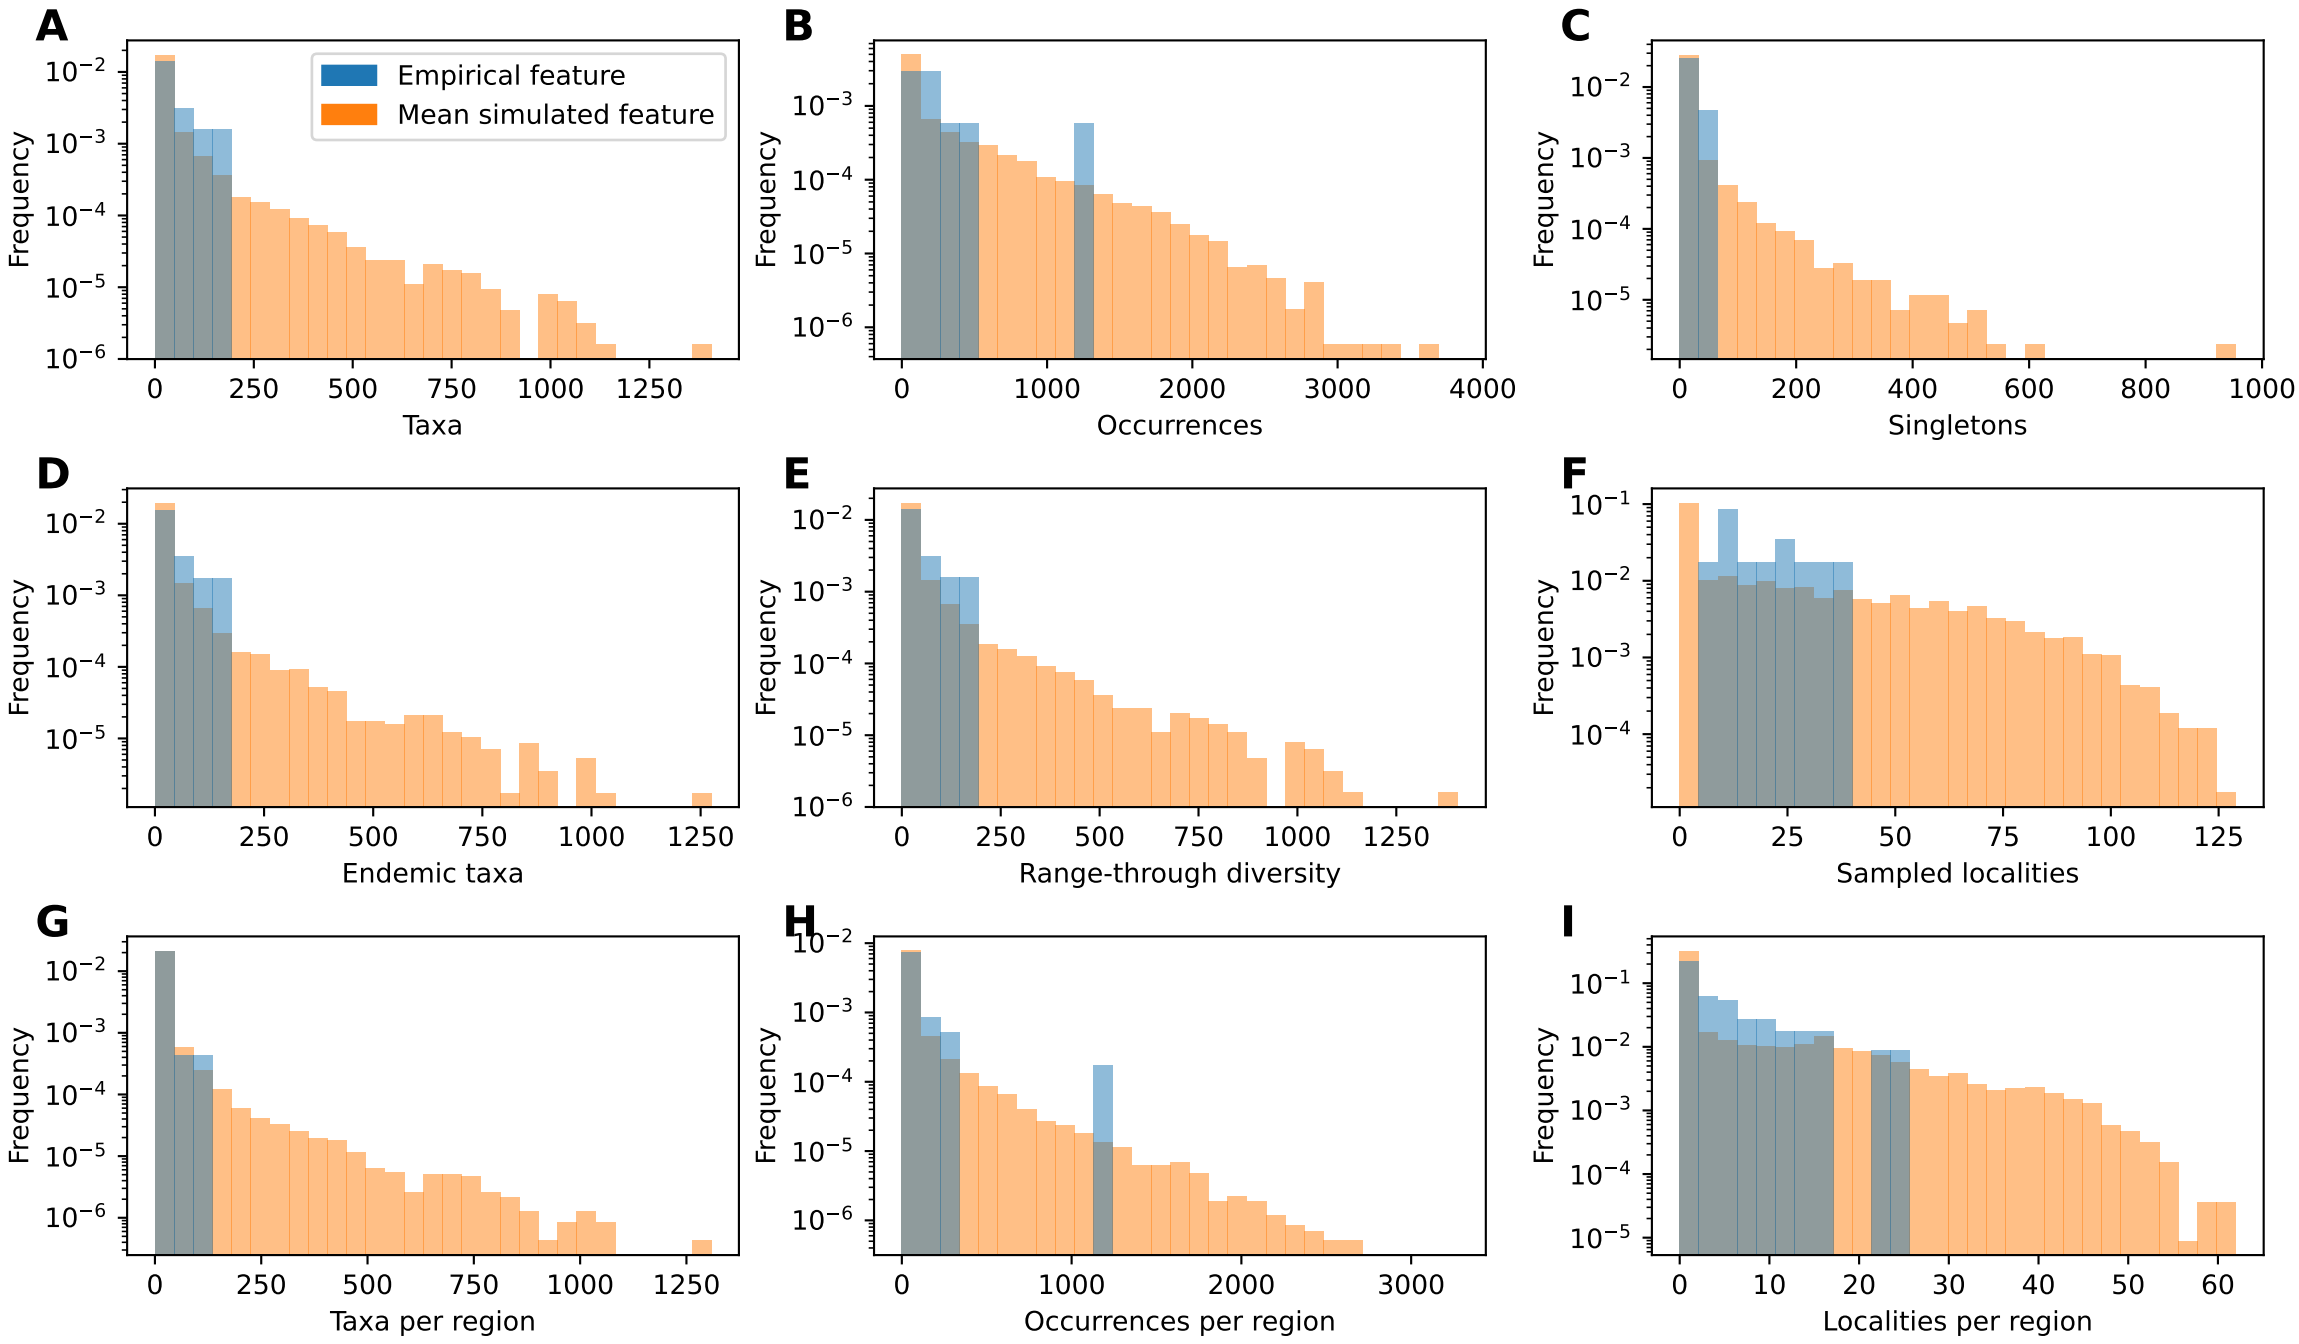 A
10⁻²
10⁻³
10⁻⁴
10⁻⁵
10⁻⁶
Frequency
Empirical feature
Mean simulated feature
0 250 500 750 1000 1250
Taxa
B
10⁻³
10⁻⁴
10⁻⁵
10⁻⁶
Frequency
0 1000 2000 3000 4000
Occurrences
C
10⁻²
10⁻³
10⁻⁴
10⁻⁵
Frequency
0 200 400 600 800 1000
Singletons
D
10⁻²
10⁻³
10⁻⁴
10⁻⁵
Frequency
0 250 500 750 1000 1250
Endemic taxa
E
10⁻²
10⁻³
10⁻⁴
10⁻⁵
10⁻⁶
Frequency
0 250 500 750 1000 1250
Range-through diversity
F
10⁻¹
10⁻²
10⁻³
10⁻⁴
Frequency
0 25 50 75 100 125
Sampled localities
G
10⁻²
10⁻³
10⁻⁴
10⁻⁵
10⁻⁶
Frequency
0 250 500 750 1000 1250
Taxa per region
H
10⁻²
10⁻³
10⁻⁴
10⁻⁵
10⁻⁶
Frequency
0 1000 2000 3000
Occurrences per region
I
10⁻¹
10⁻²
10⁻³
10⁻⁴
10⁻⁵
Frequency
0 10 20 30 40 50 60
Localities per region